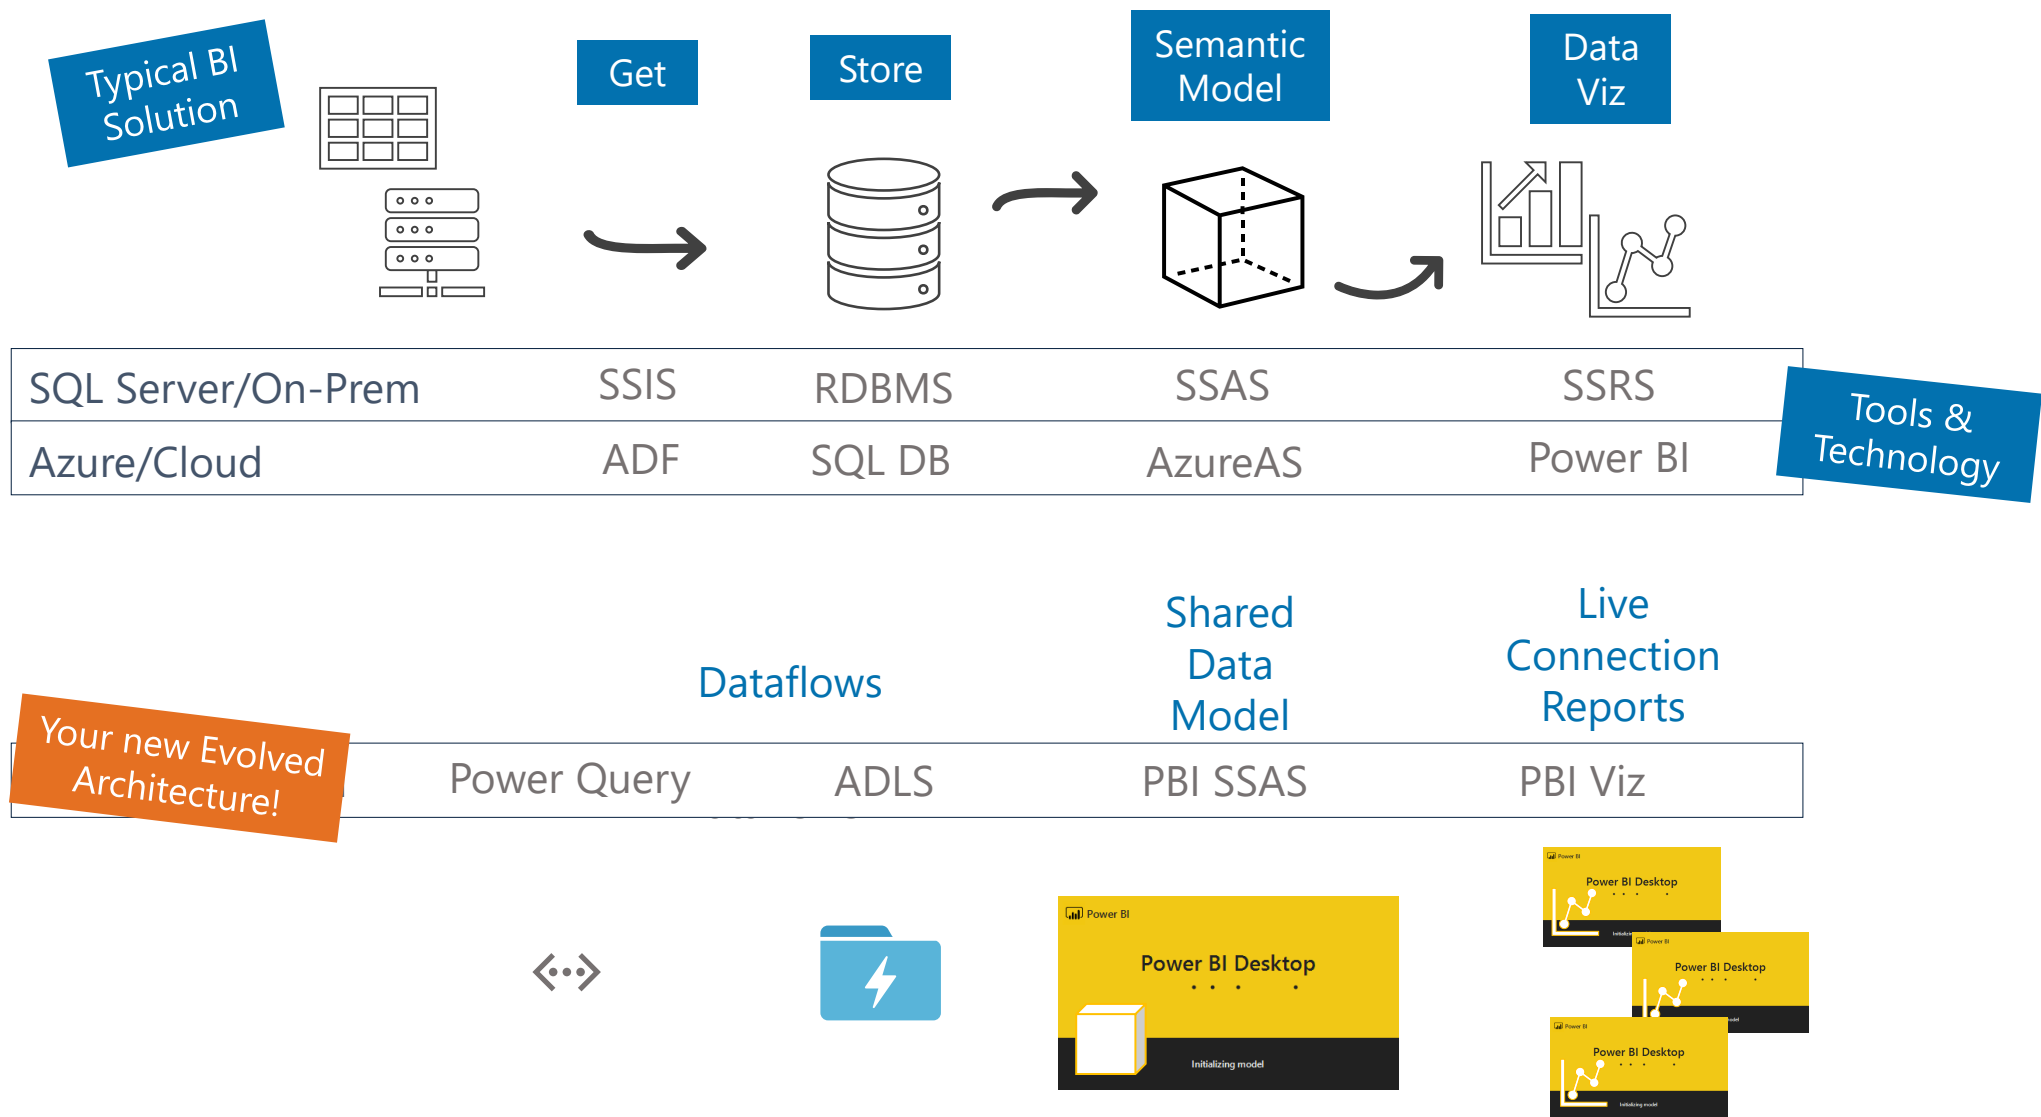 Typical BI
Solution
Get
Store
Semantic
Model
Data
Viz
SQL Server/On-Prem SSIS RDBMS SSAS SSRS
Azure/Cloud ADF SQL DB AzureAS Power BI
Tools &
Technology
Dataflows
Shared
Data
Model
Live
Connection
Reports
Your new Evolved
Architecture!
Power Query ADLS PBI SSAS PBI Viz
Power BI
Power BI Desktop
Initializing model
Power BI
Power BI Desktop
Power BI
Power BI Desktop
Power BI
Power BI Desktop
Initializing model